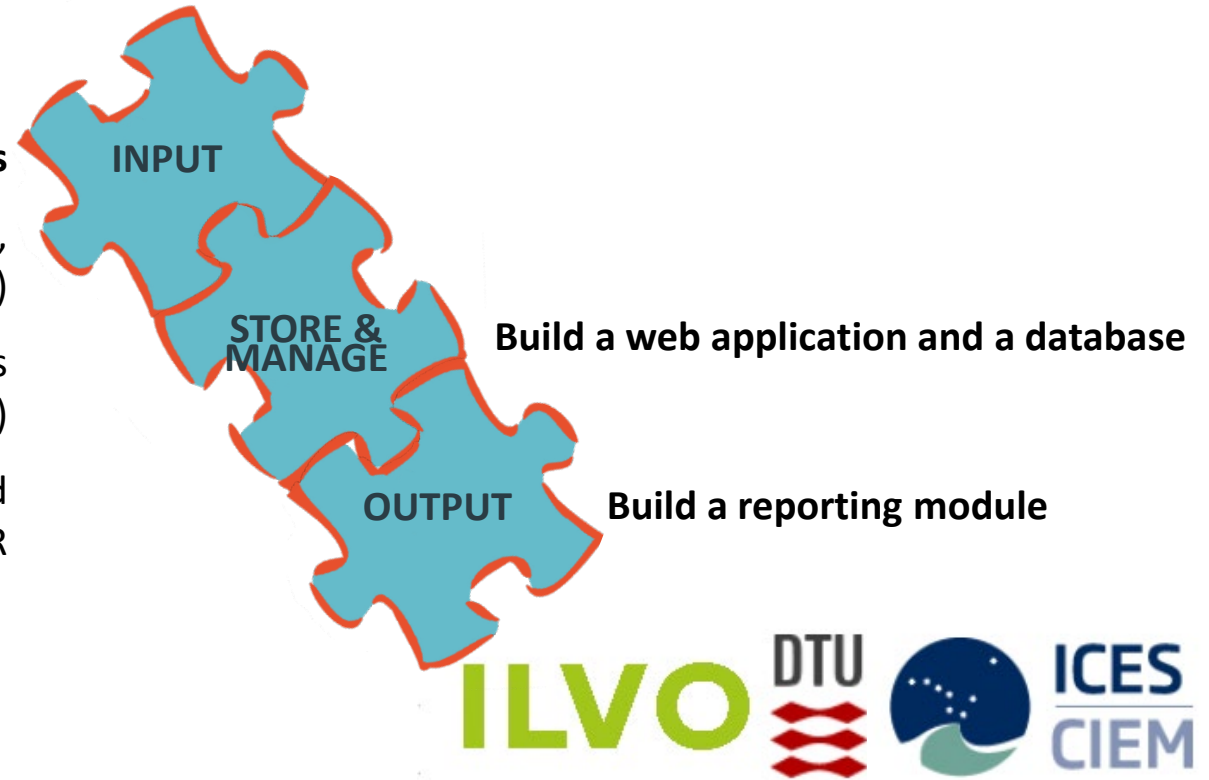 s
INPUT
,
)
STORE &
MANAGE
Build a web application and a database
s
)
d
OUTPUT
Build a reporting module
R
ILVO
DTU
ICES
CIEM